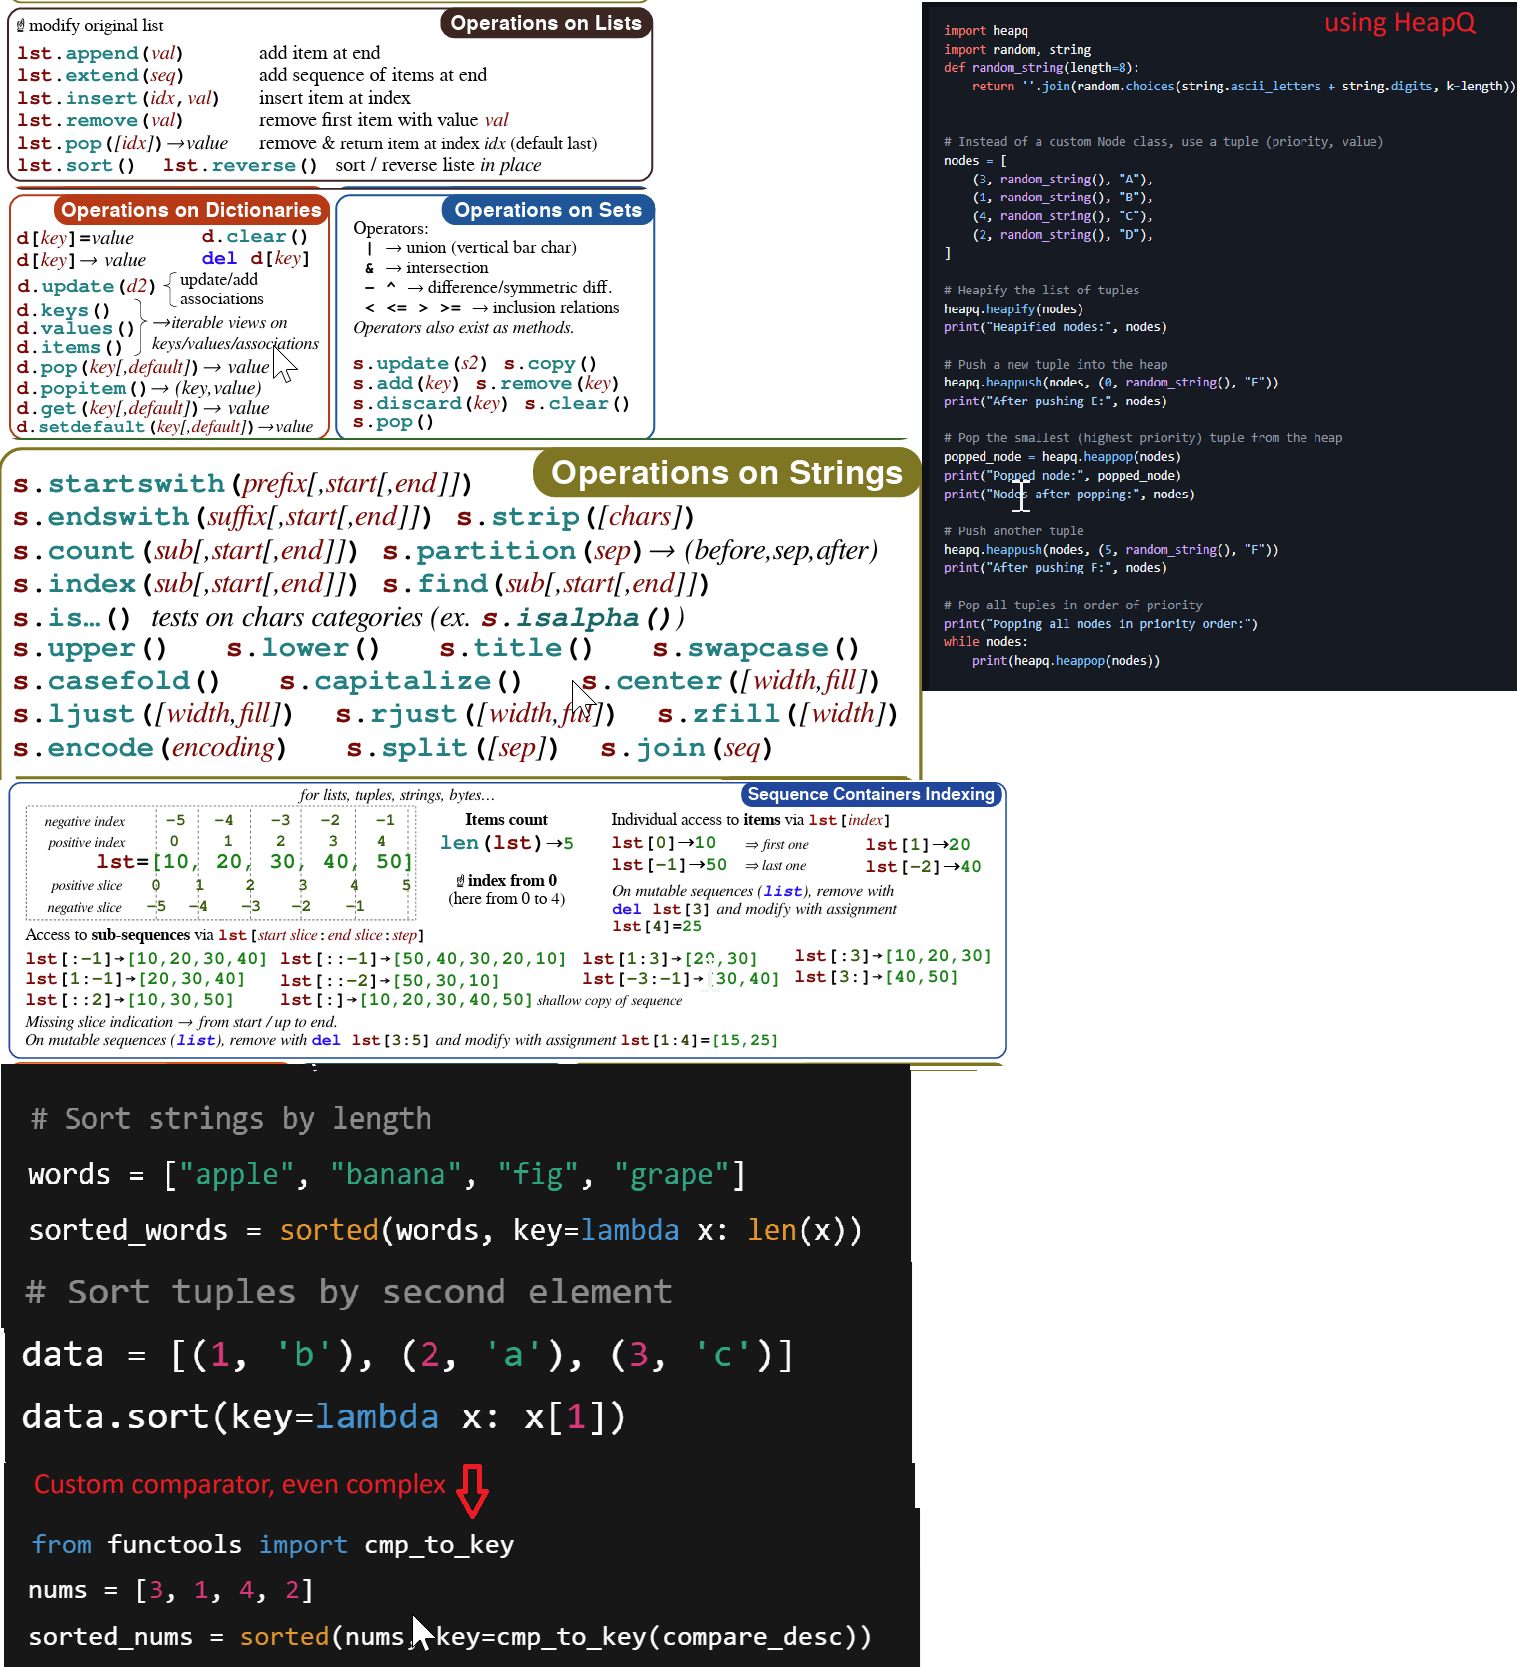 Operations on Lists
☝ modify original list
lst.append(val) add item at end
lst.extend(seq) add sequence of items at end
lst.insert(idx,val) insert item at index
lst.remove(val) remove first item with value val
lst.pop([idx])→value remove & return item at index idx (default last)
lst.sort() lst.reverse() sort / reverse liste in place
Operations on Dictionaries
d[key]=value d.clear()
d[key]→ value del d[key]
d.update(d2) update/add
associations
d.keys()
d.values() →iterable views on
d.items() keys/values/associations
d.pop(key[,default])→ value
d.popitem()→ (key,value)
d.get(key[,default])→ value
d.setdefault(key[,default])→value
Operations on Sets
Operators:
| → union (vertical bar char)
& → intersection
- ^ → difference/symmetric diff.
< <= > >= → inclusion relations
Operators also exist as methods.
s.update(s2) s.copy()
s.add(key) s.remove(key)
s.discard(key) s.clear()
s.pop()
Operations on Strings
s.startswith(prefix[,start[,end]])
s.endswith(suffix[,start[,end]]) s.strip([chars])
s.count(sub[,start[,end]]) s.partition(sep)→ (before,sep,after)
s.index(sub[,start[,end]]) s.find(sub[,start[,end]])
s.is…() tests on chars categories (ex. s.isalpha())
s.upper() s.lower() s.title() s.swapcase()
s.casefold() s.capitalize() s.center([width,fill])
s.ljust([width,fill]) s.rjust([width,fill]) s.zfill([width])
s.encode(encoding) s.split([sep]) s.join(seq)
using HeapQ
import heapq
import random, string
def random_string(length=8):
return ''.join(random.choices(string.ascii_letters + string.digits, k=length))
# Instead of a custom Node class, use a tuple (priority, value)
nodes = [
(3, random_string(), "A"),
(1, random_string(), "B"),
(4, random_string(), "C"),
(2, random_string(), "D"),
]
# Heapify the list of tuples
heapq.heapify(nodes)
print("Heapified nodes:", nodes)
# Push a new tuple into the heap
heapq.heappush(nodes, (0, random_string(), "E"))
print("After pushing E:", nodes)
# Pop the smallest (highest priority) tuple from the heap
popped_node = heapq.heappop(nodes)
print("Popped node:", popped_node)
print("Nodes after popping:", nodes)
# Push another tuple
heapq.heappush(nodes, (5, random_string(), "F"))
print("After pushing F:", nodes)
# Pop all tuples in order of priority
print("Popping all nodes in priority order:")
while nodes:
print(heapq.heappop(nodes))
Sequence Containers Indexing
for lists, tuples, strings, bytes…
negative index -5 -4 -3 -2 -1
positive index 0 1 2 3 4
lst=[10, 20, 30, 40, 50]
positive slice 0 1 2 3 4 5
negative slice -5 -4 -3 -2 -1
Items count
len(lst)→5
☝ index from 0
(here from 0 to 4)
Individual access to items via lst[index]
lst[0]→10 ⇒ first one lst[1]→20
lst[-1]→50 ⇒ last one lst[-2]→40
On mutable sequences (list), remove with
del lst[3] and modify with assignment
lst[4]=25
Access to sub-sequences via lst[start slice:end slice:step]
lst[:-1]→[10,20,30,40] lst[::-1]→[50,40,30,20,10] lst[1:3]→[20,30] lst[:3]→[10,20,30]
lst[1:-1]→[20,30,40] lst[::-2]→[50,30,10] lst[-3:-1]→[30,40] lst[3:]→[40,50]
lst[::2]→[10,30,50] lst[:]→[10,20,30,40,50] shallow copy of sequence
Missing slice indication → from start / up to end.
On mutable sequences (list), remove with del lst[3:5] and modify with assignment lst[1:4]=[15,25]
# Sort strings by length
words = ["apple", "banana", "fig", "grape"]
sorted_words = sorted(words, key=lambda x: len(x))
# Sort tuples by second element
data = [(1, 'b'), (2, 'a'), (3, 'c')]
data.sort(key=lambda x: x[1])
Custom comparator, even complex
from functools import cmp_to_key
nums = [3, 1, 4, 2]
sorted_nums = sorted(nums, key=cmp_to_key(compare_desc))